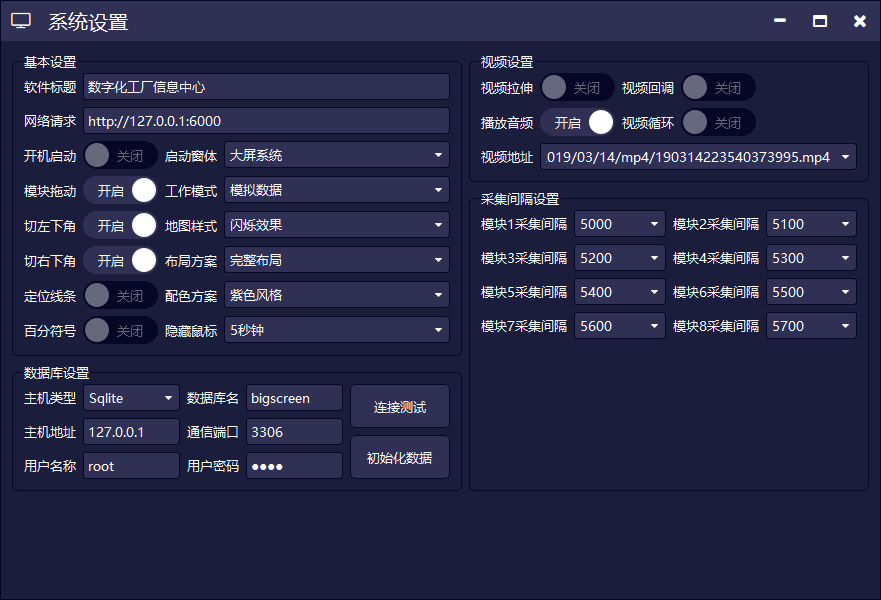 系统设置
基本设置
软件标题 数字化工厂信息中心
网络请求 http://127.0.0.1:6000
开机启动 关闭 启动窗体 大屏系统
模块拖动 开启 工作模式 模拟数据
切左下角 开启 地图样式 闪烁效果
切右下角 开启 布局方案 完整布局
定位线条 关闭 配色方案 紫色风格
百分符号 关闭 隐藏鼠标 5秒钟
数据库设置
主机类型 Sqlite 数据库名 bigscreen
主机地址 127.0.0.1 通信端口 3306
用户名称 root 用户密码 ●●●●
连接测试
初始化数据
视频设置
视频拉伸 关闭 视频回调 关闭
播放音频 开启 视频循环 关闭
视频地址 019/03/14/mp4/190314223540373995.mp4
采集间隔设置
模块1采集间隔 5000 模块2采集间隔 5100
模块3采集间隔 5200 模块4采集间隔 5300
模块5采集间隔 5400 模块6采集间隔 5500
模块7采集间隔 5600 模块8采集间隔 5700